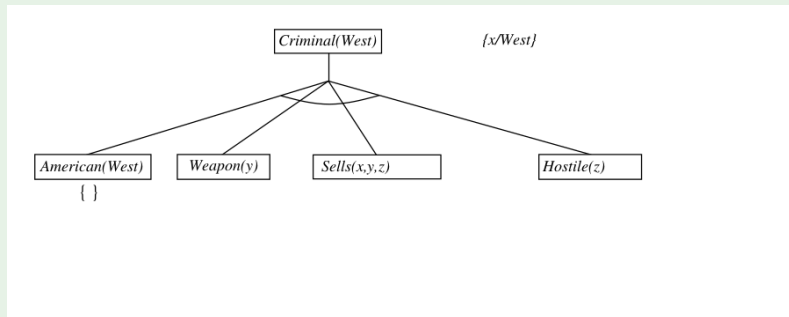 Criminal(West) {x/West}
American(West) Weapon(y) Sells(x,y,z) Hostile(z)
{ }